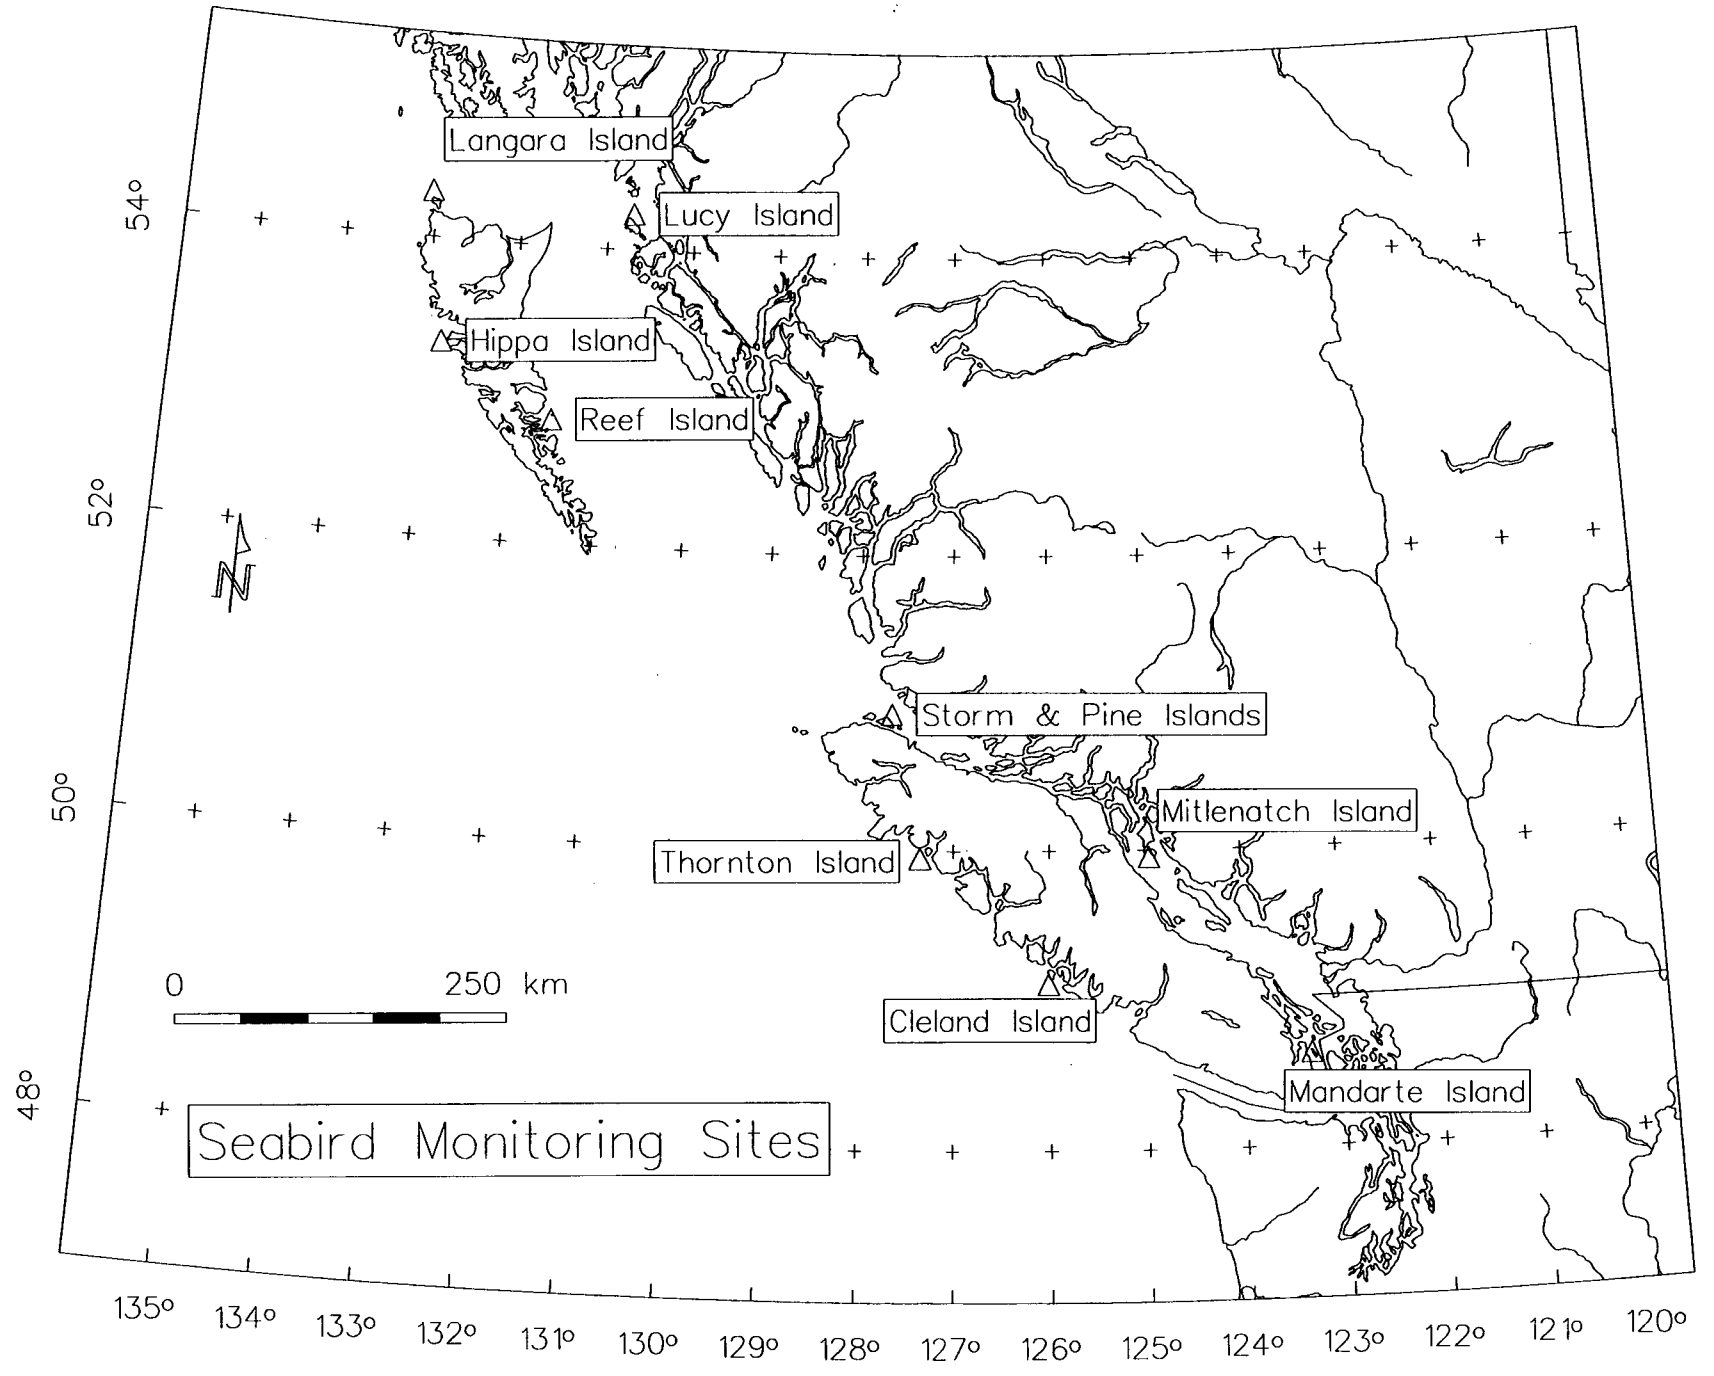 Langara Island
54°
Lucy Island
Hippa Island
Reef Island
52°
N
Storm & Pine Islands
50°
Mitlenatch Island
Thornton Island
0 250 km
Cleland Island
48°
Mandarte Island
Seabird Monitoring Sites
135° 134° 133° 132° 131° 130° 129° 128° 127° 126° 125° 124° 123° 122° 121° 120°